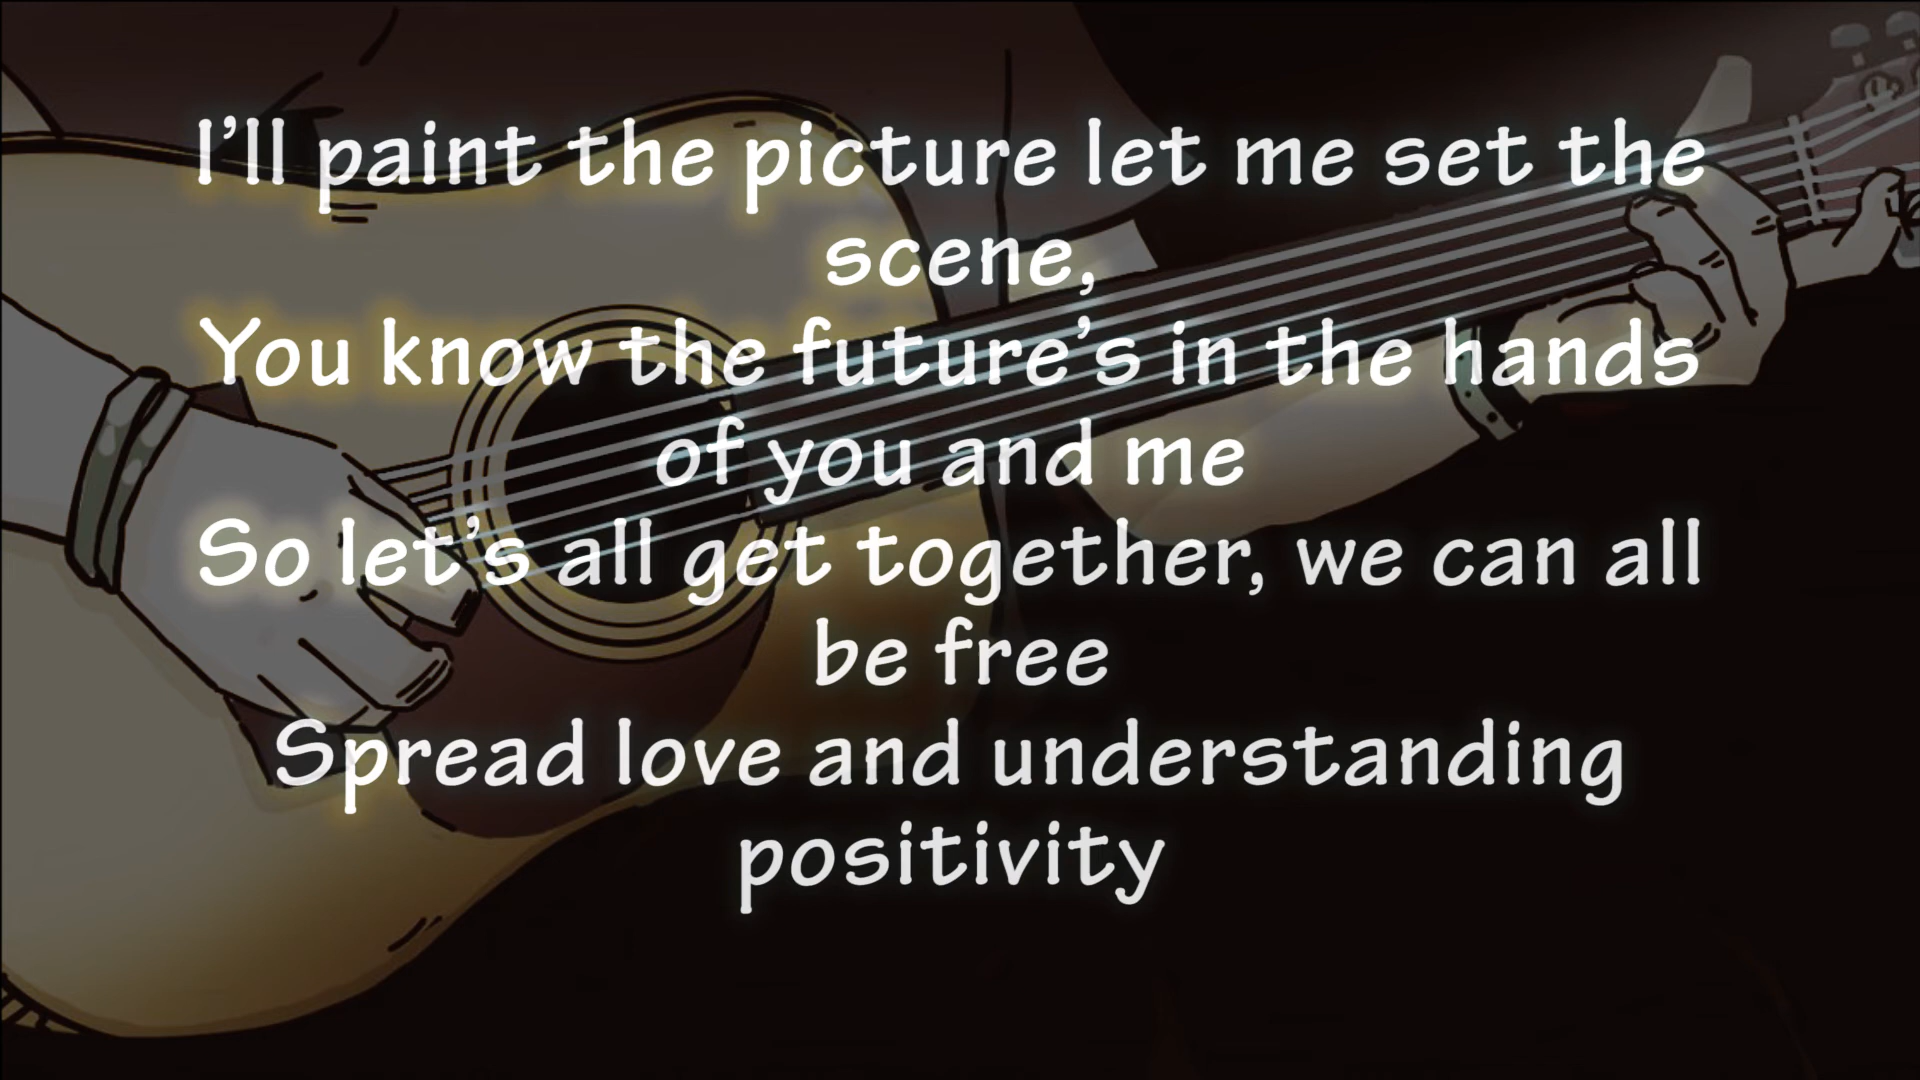 I'll paint the picture let me set the
scene,
You know the future's in the hands
of you and me
So let's all get together, we can all
be free
Spread love and understanding
positivity